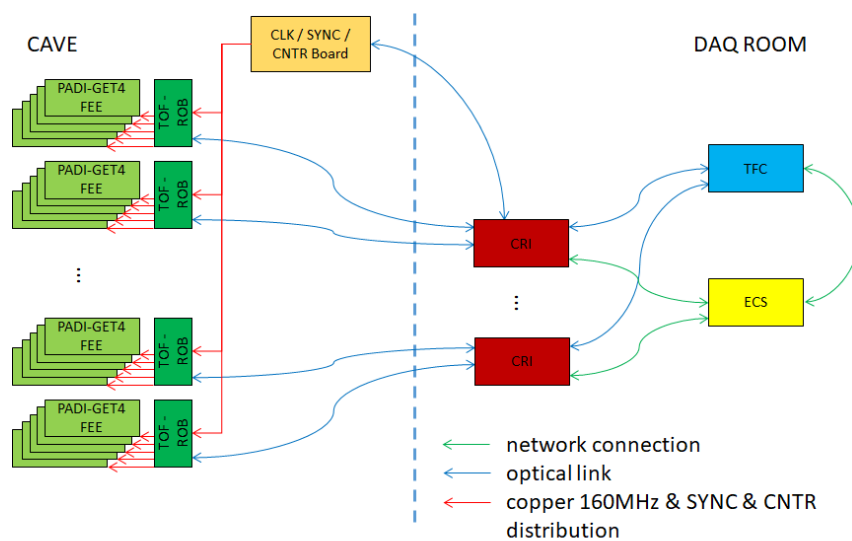 CAVE
CLK / SYNC /
CNTR Board
DAQ ROOM
PADI-GET4
FEE
TOF -
ROB
PADI-GET4
FEE
TOF -
ROB
TFC
CRI
...
...
ECS
PADI-GET4
FEE
TOF -
ROB
CRI
PADI-GET4
FEE
TOF -
ROB
network connection
optical link
copper 160MHz & SYNC & CNTR
distribution